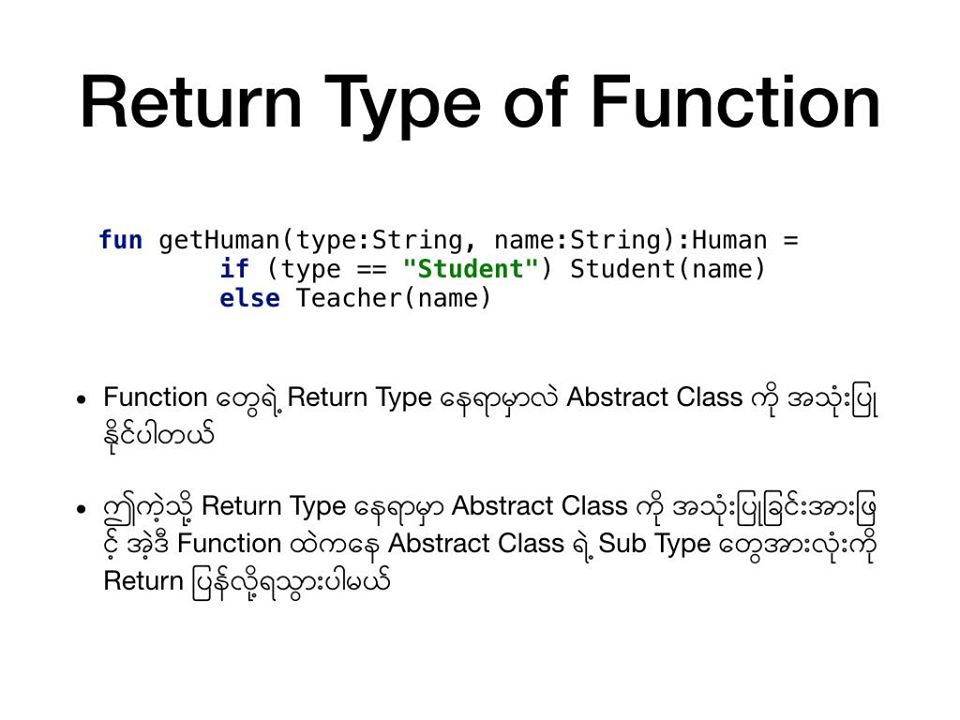 Return Type of Function
fun getHuman(type:String, name:String):Human =
        if (type == "Student") Student(name)
        else Teacher(name)
• Function တွေရဲ့ Return Type နေရာမှာလဲ Abstract Class ကို အသုံးပြု
နိုင်ပါတယ်
• ဤကဲ့သို့ Return Type နေရာမှာ Abstract Class ကို အသုံးပြုခြင်းအားဖြ
င့် အဲ့ဒီ Function ထဲကနေ Abstract Class ရဲ့ Sub Type တွေအားလုံးကို
Return ပြန်လို့ရသွားပါမယ်